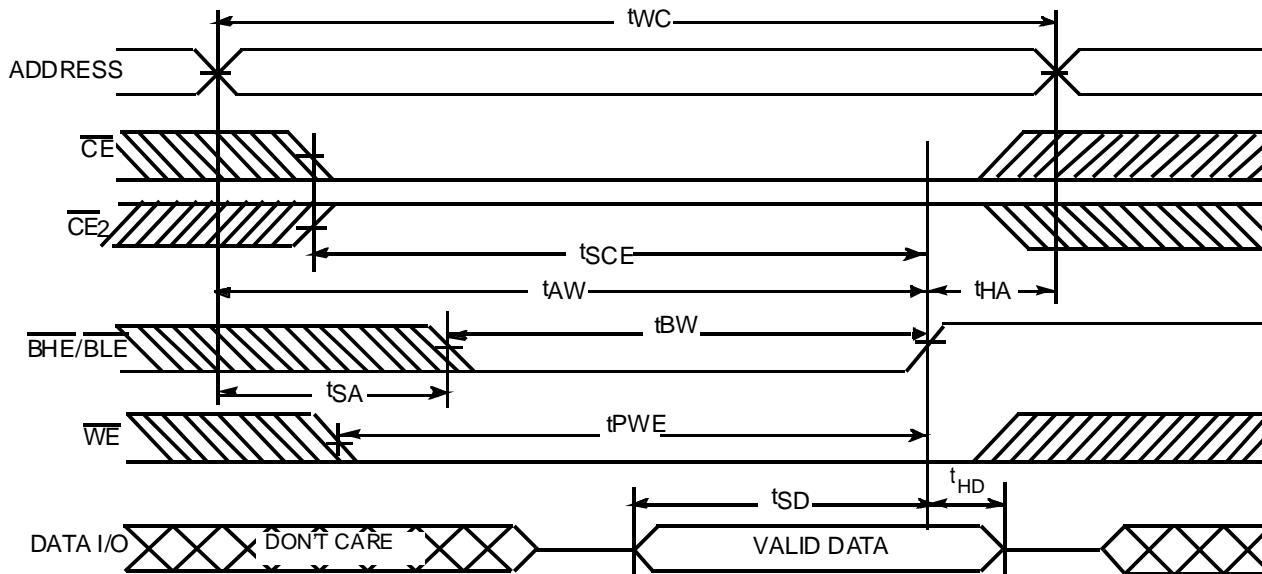 tWC
ADDRESS
CE
CE2
tSCE
tAW
tHA
BHE/BLE
tBW
tSA
WE
tPWE
tSD
tHD
DATA I/O
DON'T CARE
VALID DATA